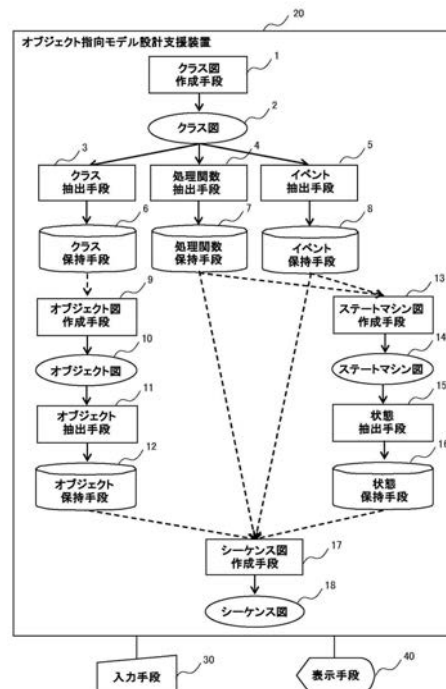 20
オブジェクト指向モデル設計支援装置
1
クラス図
作成手段
2
クラス図
3
4
5
クラス
抽出手段
処理関数
抽出手段
イベント
抽出手段
6
7
8
クラス
保持手段
処理関数
保持手段
イベント
保持手段
9
13
オブジェクト図
作成手段
ステートマシン図
作成手段
10
14
オブジェクト図
ステートマシン図
11
15
オブジェクト
抽出手段
状態
抽出手段
12
16
オブジェクト
保持手段
状態
保持手段
17
シーケンス図
作成手段
18
シーケンス図
30
40
入力手段
表示手段